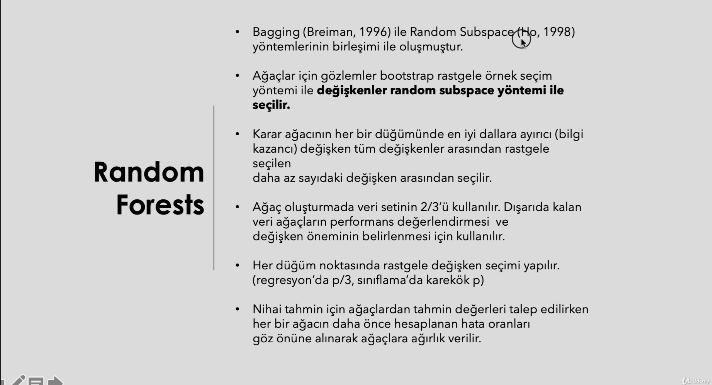 Random
Forests
• Bagging (Breiman, 1996) ile Random Subspace (Ho, 1998)
yöntemlerinin birleşimi ile oluşmuştur.
• Ağaçlar için gözlemler bootstrap rastgele örnek seçim
yöntemi ile değişkenler random subspace yöntemi ile
seçilir.
• Karar ağacının her bir düğümünde en iyi dallara ayırıcı (bilgi
kazancı) değişken tüm değişkenler arasından rastgele
seçilen
daha az sayıdaki değişken arasından seçilir.
• Ağaç oluşturmada veri setinin 2/3'ü kullanılır. Dışarıda kalan
veri ağaçların performans değerlendirmesi ve
değişken öneminin belirlenmesi için kullanılır.
• Her düğüm noktasında rastgele değişken seçimi yapılır.
(regresyon'da p/3, sınıflama'da karekök p)
• Nihai tahmin için ağaçlardan tahmin değerleri talep edilirken
her bir ağacın daha önce hesaplanan hata oranları
göz önüne alınarak ağaçlara ağırlık verilir.